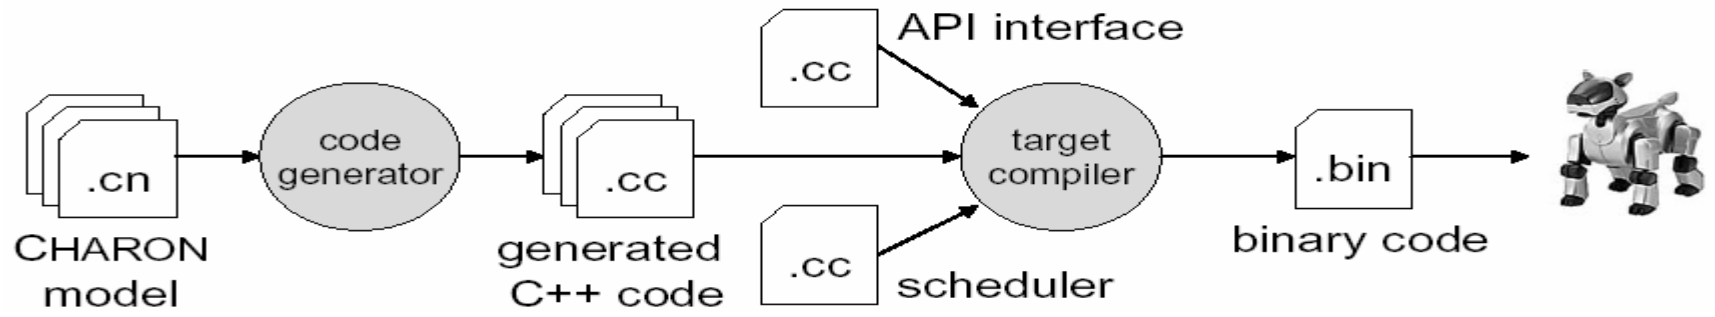 .cn
CHARON
model
code
generator
.cc
generated
C++ code
.cc
API interface
.cc
scheduler
target
compiler
.bin
binary code